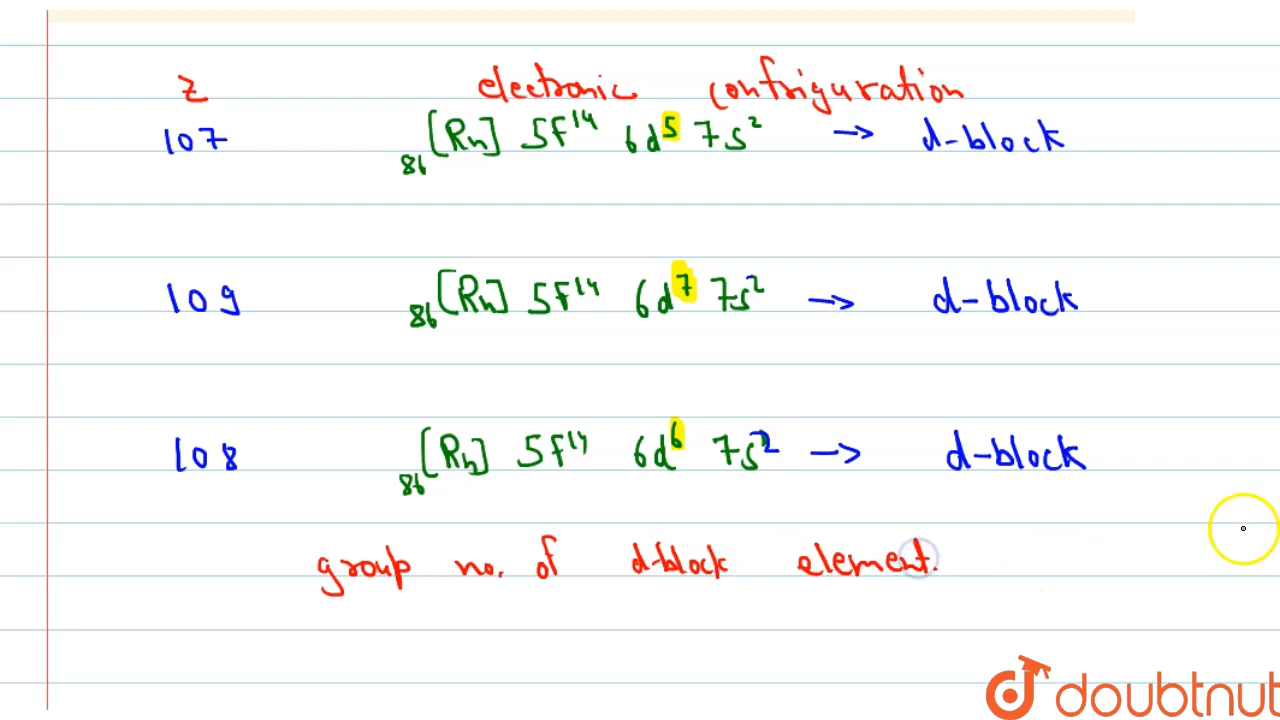 z electronic confriguration
107 86[Rn] 5f¹⁴ 6d⁵ 7s² → d-block
109 86[Rn] 5f¹⁴ 6d⁷ 7s² → d-block
108 86[Rn] 5f¹⁴ 6d⁶ 7s² → d-block
group no. of d-block element.
doubtnut